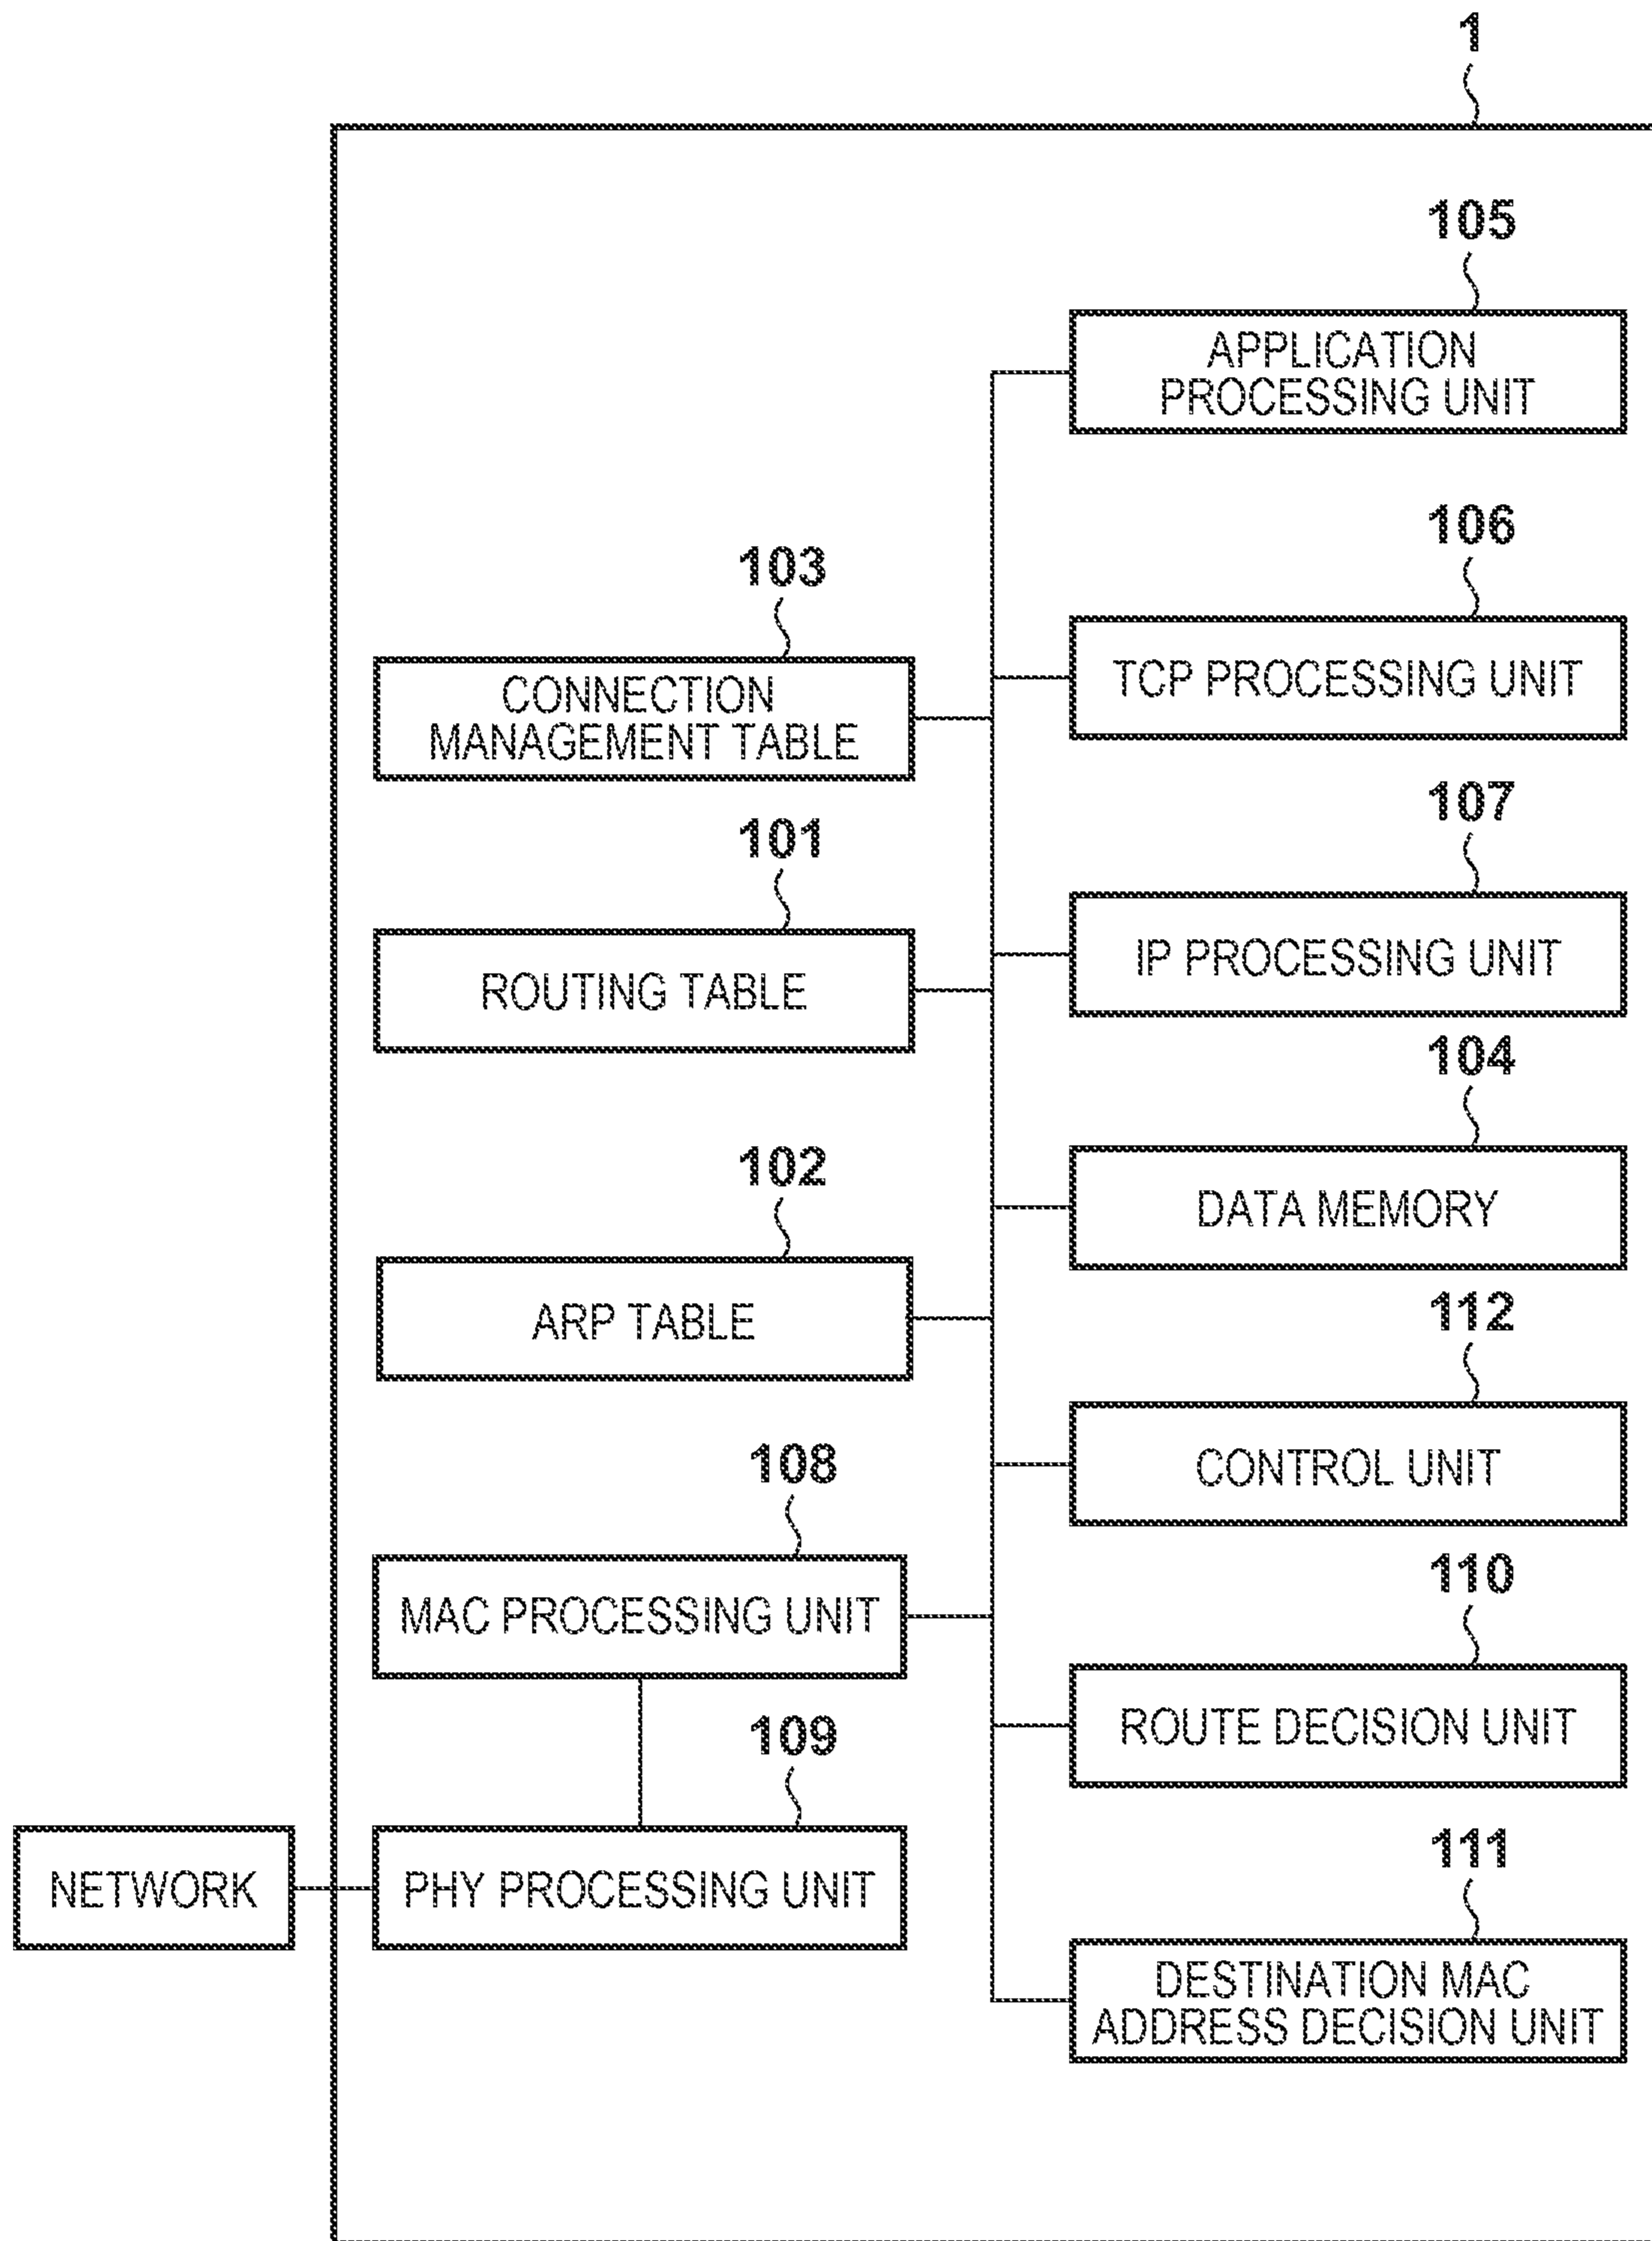 1
105
APPLICATION
PROCESSING UNIT
106
TCP PROCESSING UNIT
103
CONNECTION
MANAGEMENT TABLE
107
IP PROCESSING UNIT
101
ROUTING TABLE
104
DATA MEMORY
102
ARP TABLE
112
CONTROL UNIT
108
MAC PROCESSING UNIT
110
ROUTE DECISION UNIT
109
PHY PROCESSING UNIT
NETWORK
111
DESTINATION MAC
ADDRESS DECISION UNIT